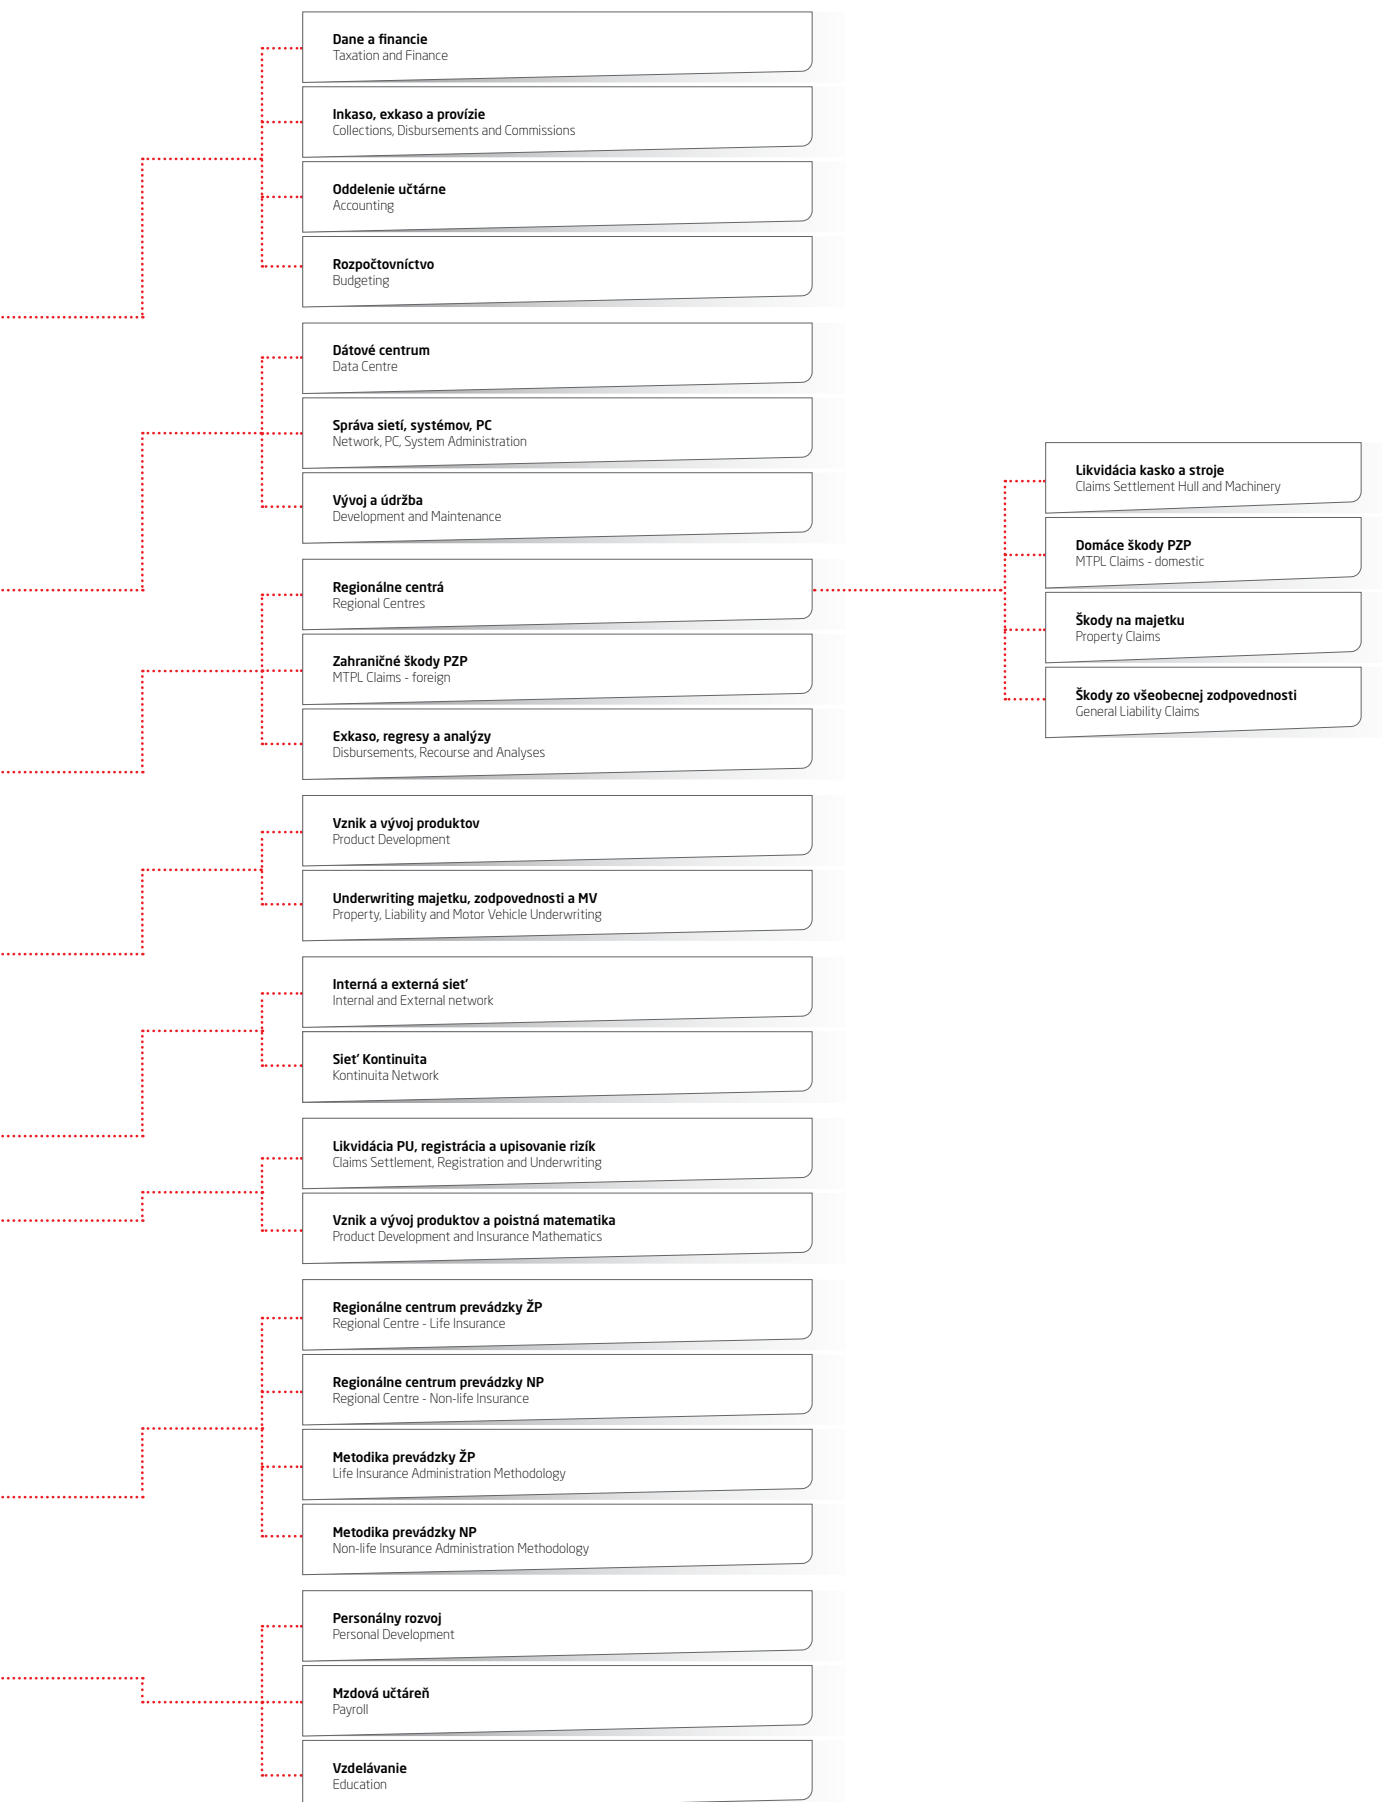 Dane a financie
Taxation and Finance
Inkaso, exkaso a provízie
Collections, Disbursements and Commissions
Oddelenie učtárne
Accounting
Rozpočtovníctvo
Budgeting
Dátové centrum
Data Centre
Správa sietí, systémov, PC
Network, PC, System Administration
Vývoj a údržba
Development and Maintenance
Regionálne centrá
Regional Centres
Zahraničné škody PZP
MTPL Claims - foreign
Exkaso, regresy a analýzy
Disbursements, Recourse and Analyses
Likvidácia kasko a stroje
Claims Settlement Hull and Machinery
Domáce škody PZP
MTPL Claims - domestic
Škody na majetku
Property Claims
Škody zo všeobecnej zodpovednosti
General Liability Claims
Vznik a vývoj produktov
Product Development
Underwriting majetku, zodpovednosti a MV
Property, Liability and Motor Vehicle Underwriting
Interná a externá sieť
Internal and External network
Sieť Kontinuita
Kontinuita Network
Likvidácia PU, registrácia a upisovanie rizík
Claims Settlement, Registration and Underwriting
Vznik a vývoj produktov a poistná matematika
Product Development and Insurance Mathematics
Regionálne centrum prevádzky ŽP
Regional Centre - Life Insurance
Regionálne centrum prevádzky NP
Regional Centre - Non-life Insurance
Metodika prevádzky ŽP
Life Insurance Administration Methodology
Metodika prevádzky NP
Non-life Insurance Administration Methodology
Personálny rozvoj
Personal Development
Mzdová učtáreň
Payroll
Vzdelávanie
Education